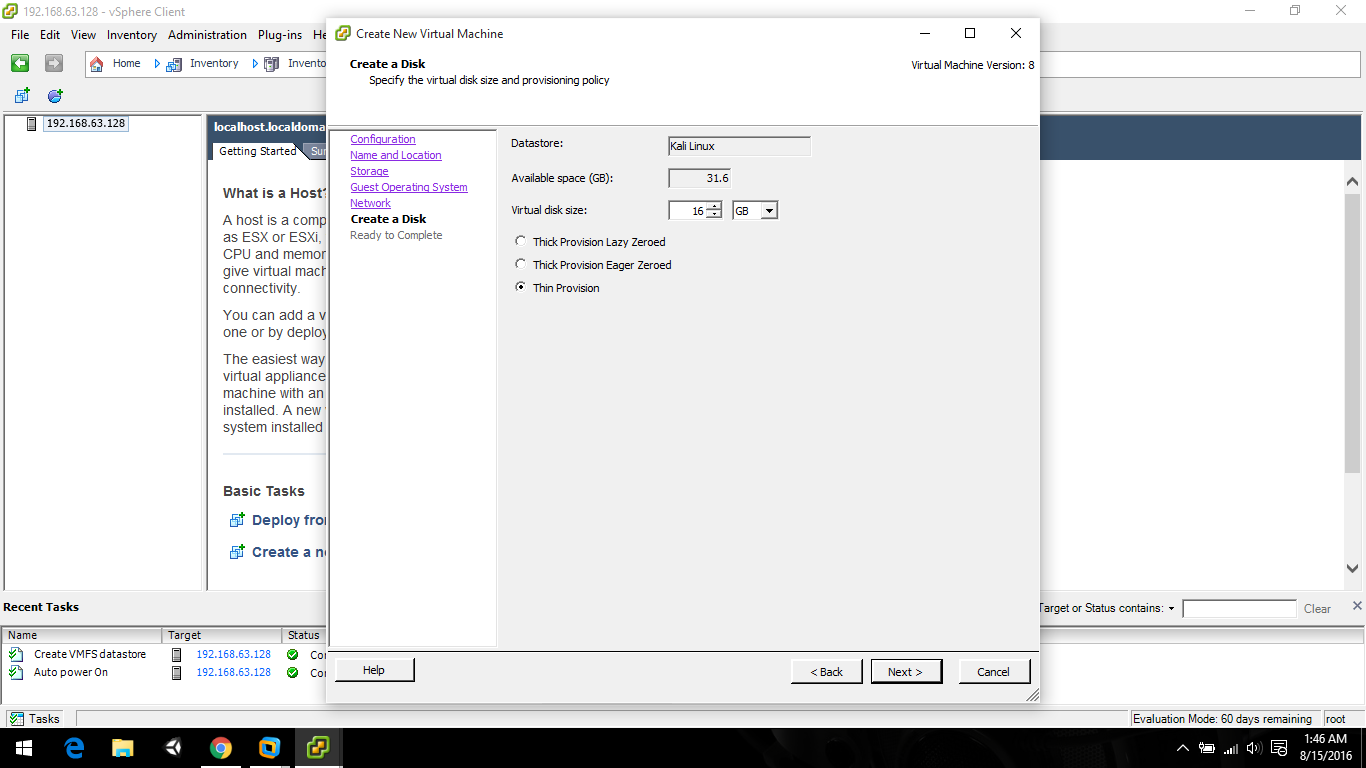 192.168.63.128 - vSphere Client
File Edit View Inventory Administration Plug-ins He
Home Inventory Invento
192.168.63.128
localhost.localdoma
Getting Started Su
What is a Host?
A host is a comp
as ESX or ESXi,
CPU and memor
give virtual mach
connectivity.
You can add a v
one or by deploy
The easiest way
virtual appliance
machine with an
installed. A new
system installed
Basic Tasks
Deploy fro
Create a ne
Create New Virtual Machine
Create a Disk
Specify the virtual disk size and provisioning policy
Virtual Machine Version: 8
Configuration
Name and Location
Storage
Guest Operating System
Network
Create a Disk
Ready to Complete
Datastore: Kali Linux
Available space (GB): 31.6
Virtual disk size: 16 GB
Thick Provision Lazy Zeroed
Thick Provision Eager Zeroed
Thin Provision
Help < Back Next > Cancel
Recent Tasks
Target or Status contains: Clear
Name Target Status
Create VMFS datastore 192.168.63.128 Co
Auto power On 192.168.63.128 Co
Tasks Evaluation Mode: 60 days remaining root
1:46 AM
8/15/2016